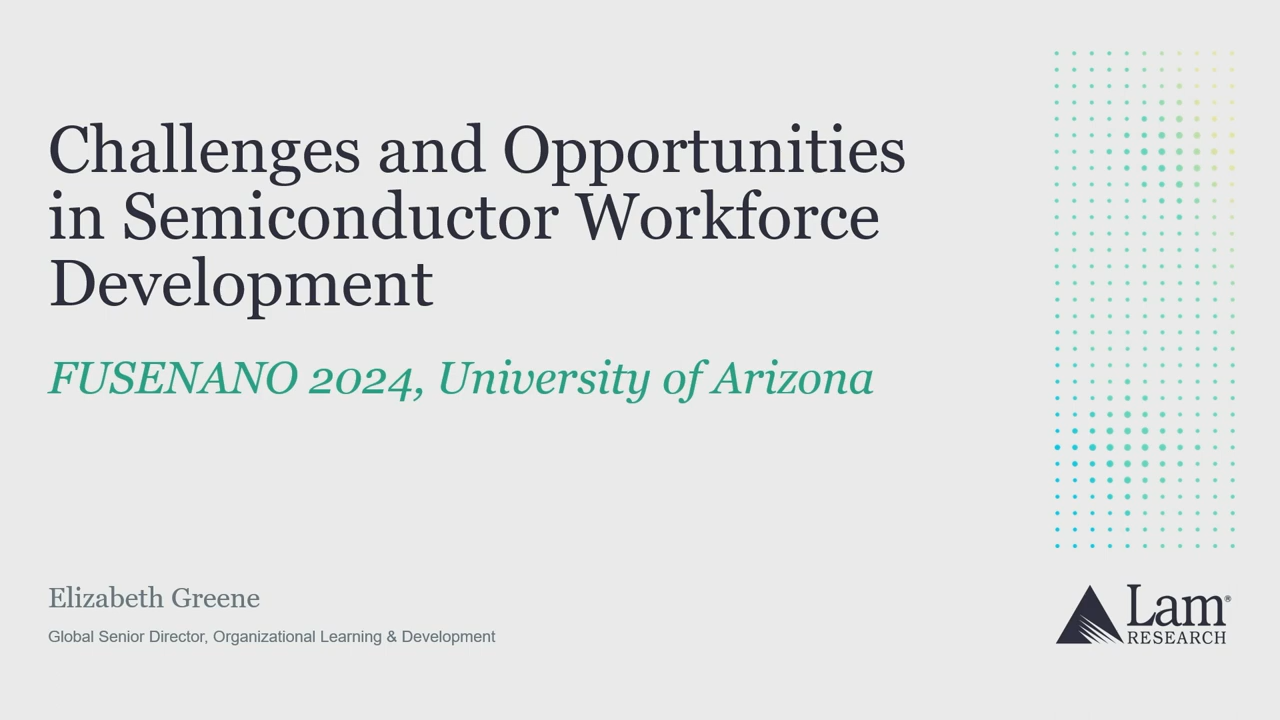 Challenges and Opportunities
in Semiconductor Workforce
Development
FUSENANO 2024, University of Arizona
Elizabeth Greene
Global Senior Director, Organizational Learning & Development
Lam®
RESEARCH